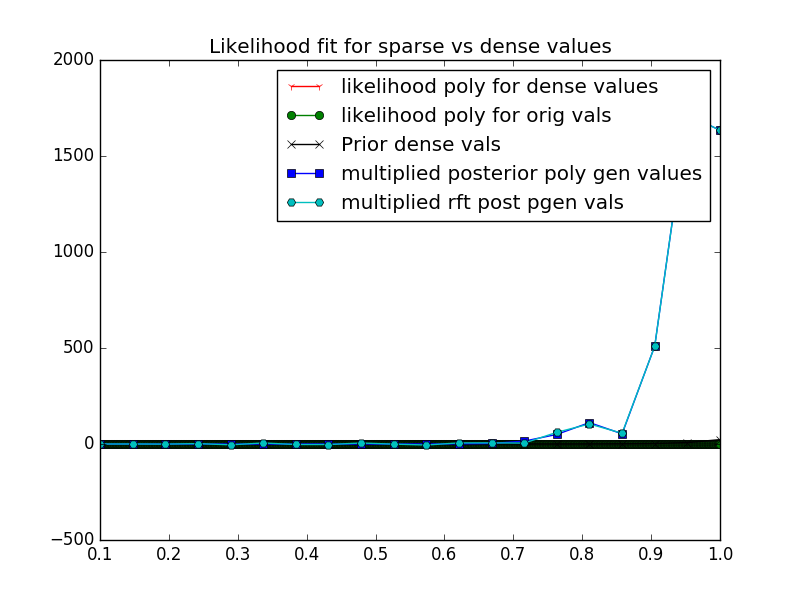 Likelihood fit for sparse vs dense values
2000
1500
1000
500
0
−500
likelihood poly for dense values
likelihood poly for orig vals
Prior dense vals
multiplied posterior poly gen values
multiplied rft post pgen vals
0.1 0.2 0.3 0.4 0.5 0.6 0.7 0.8 0.9 1.0